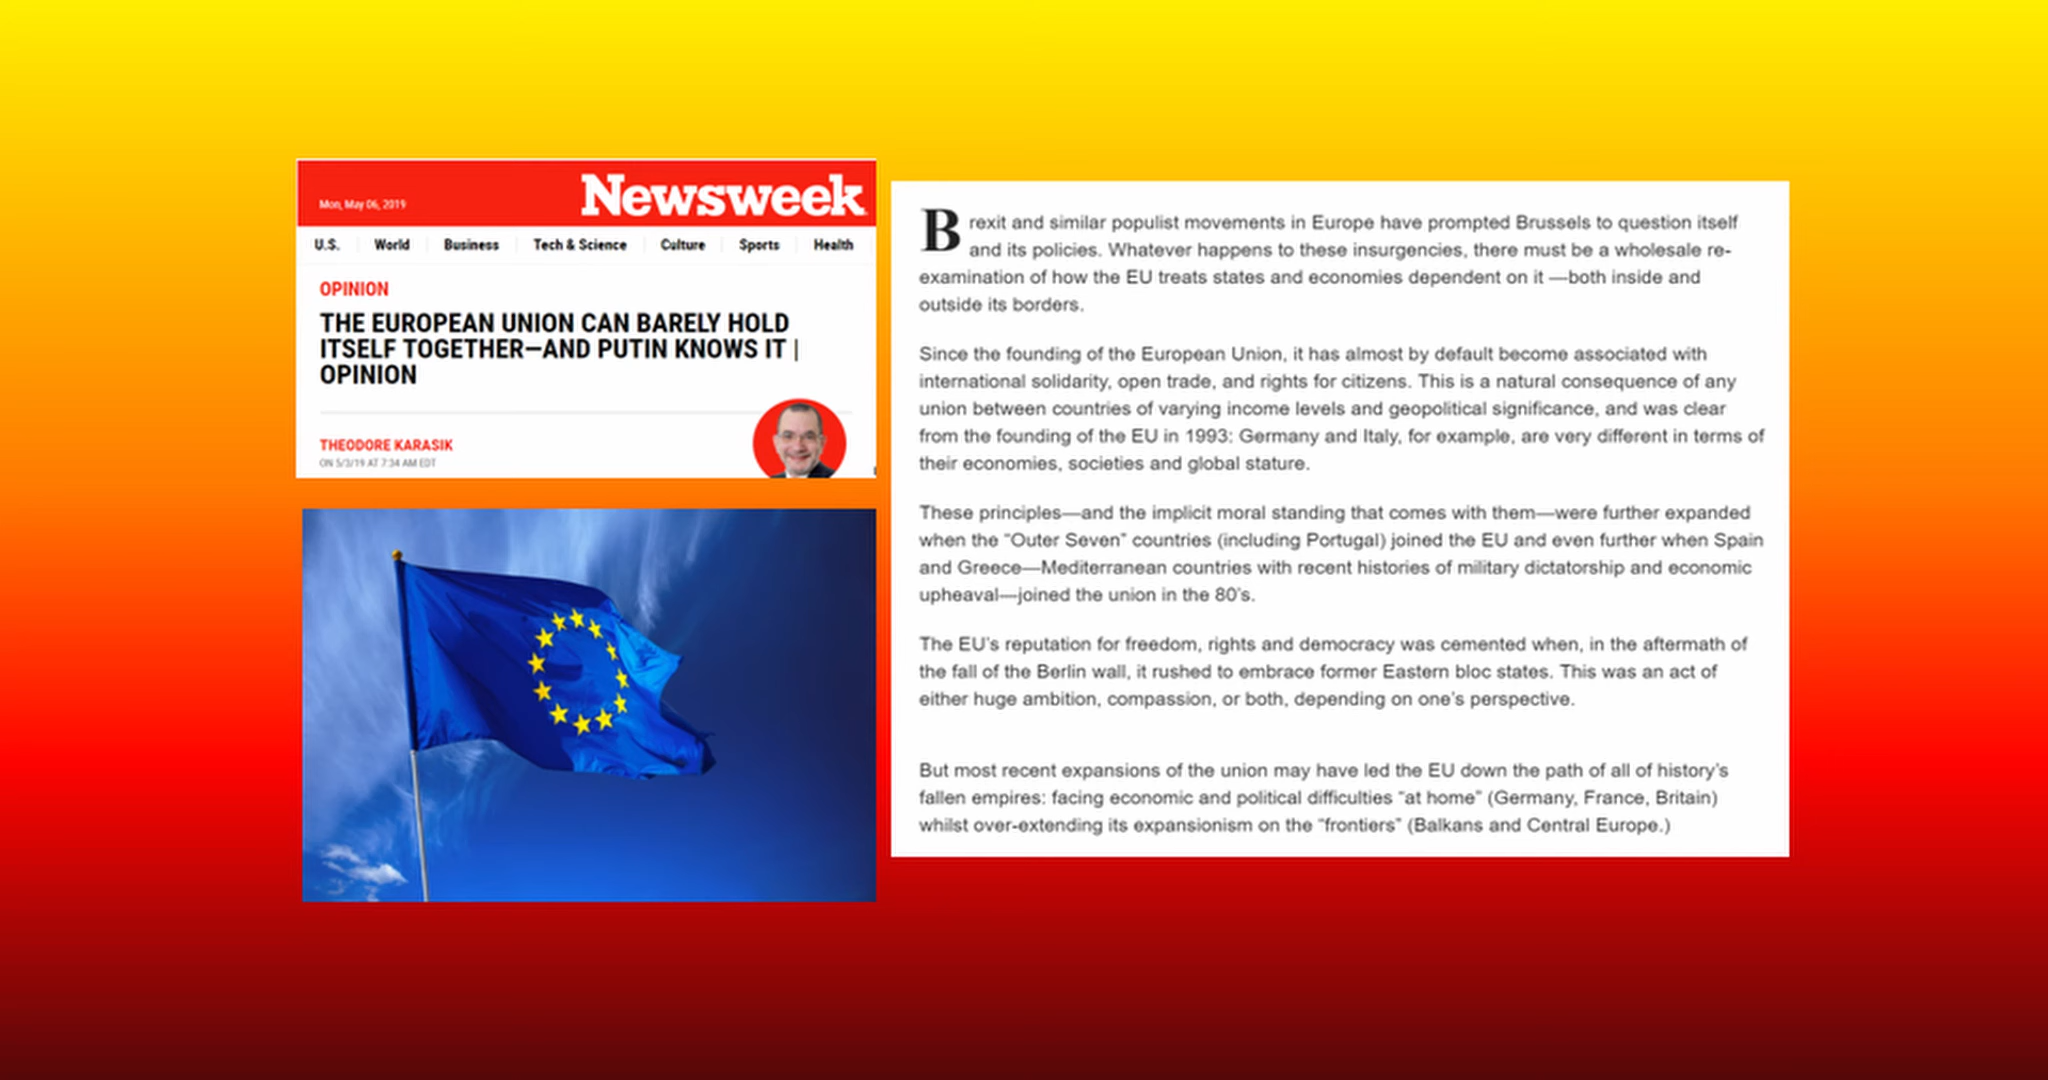 Mon, May 06, 2019
Newsweek
U.S. World Business Tech & Science Culture Sports Health
OPINION
THE EUROPEAN UNION CAN BARELY HOLD
ITSELF TOGETHER—AND PUTIN KNOWS IT |
OPINION
THEODORE KARASIK
ON 5/3/19 AT 7:34 AM EDT
Brexit and similar populist movements in Europe have prompted Brussels to question itself
and its policies. Whatever happens to these insurgencies, there must be a wholesale re-
examination of how the EU treats states and economies dependent on it —both inside and
outside its borders.
Since the founding of the European Union, it has almost by default become associated with
international solidarity, open trade, and rights for citizens. This is a natural consequence of any
union between countries of varying income levels and geopolitical significance, and was clear
from the founding of the EU in 1993: Germany and Italy, for example, are very different in terms of
their economies, societies and global stature.
These principles—and the implicit moral standing that comes with them—were further expanded
when the “Outer Seven” countries (including Portugal) joined the EU and even further when Spain
and Greece—Mediterranean countries with recent histories of military dictatorship and economic
upheaval—joined the union in the 80’s.
The EU’s reputation for freedom, rights and democracy was cemented when, in the aftermath of
the fall of the Berlin wall, it rushed to embrace former Eastern bloc states. This was an act of
either huge ambition, compassion, or both, depending on one’s perspective.
But most recent expansions of the union may have led the EU down the path of all of history’s
fallen empires: facing economic and political difficulties “at home” (Germany, France, Britain)
whilst over-extending its expansionism on the “frontiers” (Balkans and Central Europe.)